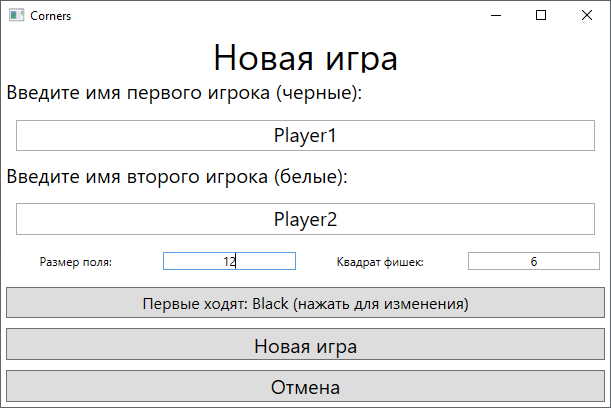 Corners
Новая игра
Введите имя первого игрока (черные):
Player1
Введите имя второго игрока (белые):
Player2
Размер поля: 12 Квадрат фишек: 6
Первые ходят: Black (нажать для изменения)
Новая игра
Отмена